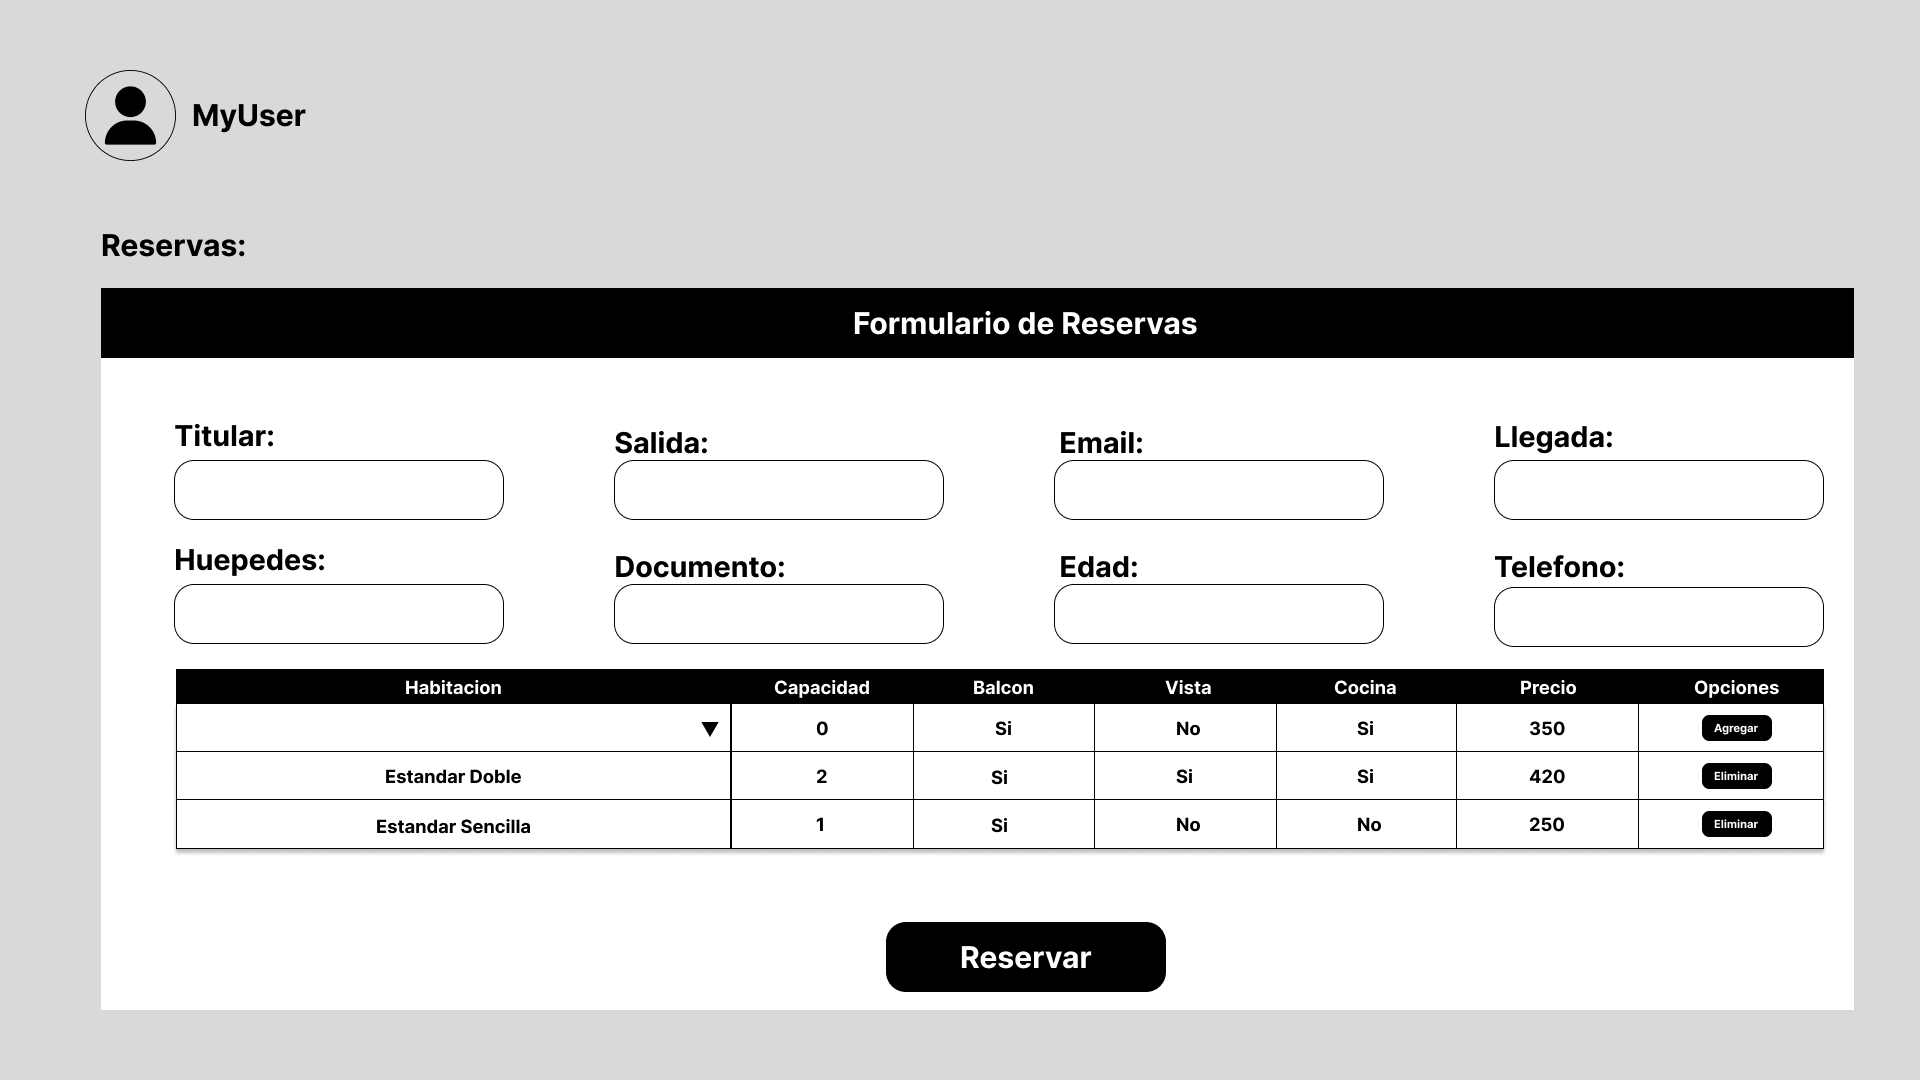 MyUser
Reservas:
Formulario de Reservas
Titular: Salida: Email: Llegada:
Huepedes: Documento: Edad: Telefono:
Habitacion Capacidad Balcon Vista Cocina Precio Opciones
0 Si No Si 350 Agregar
Estandar Doble 2 Si Si Si 420 Eliminar
Estandar Sencilla 1 Si No No 250 Eliminar
Reservar